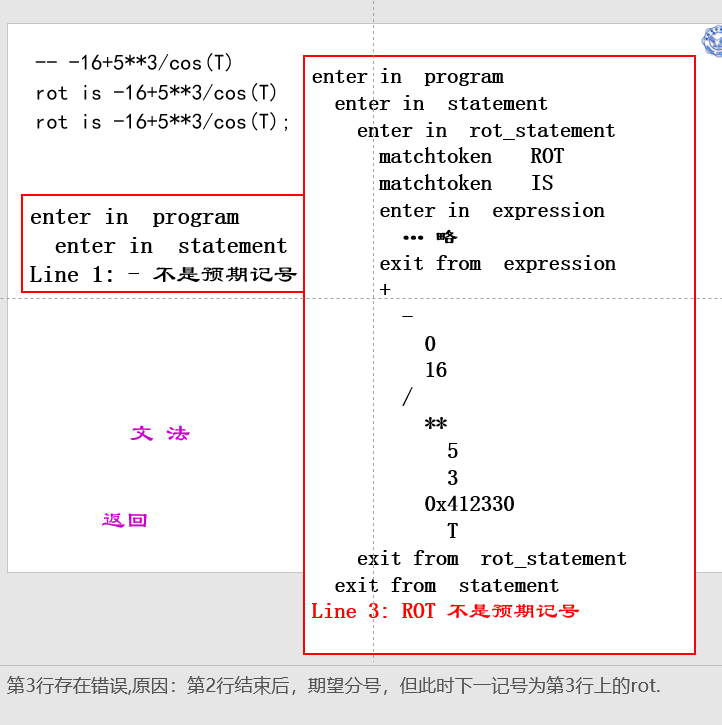 -- -16+5**3/cos(T)
rot is -16+5**3/cos(T)
rot is -16+5**3/cos(T);
enter in program
enter in statement
Line 1: - 不是预期记号
文 法
返回
enter in program
enter in statement
enter in rot_statement
matchtoken ROT
matchtoken IS
enter in expression
… 略
exit from expression
+
-
0
16
/
**
5
3
0x412330
T
exit from rot_statement
exit from statement
Line 3: ROT 不是预期记号
第3行存在错误,原因：第2行结束后，期望分号，但此时下一记号为第3行上的rot.